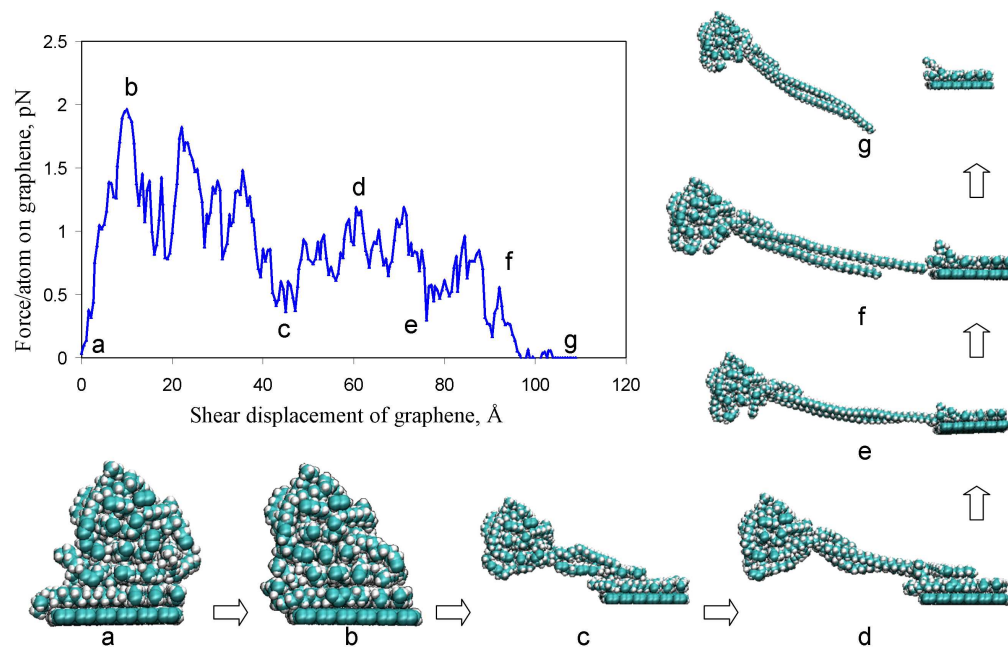 Force/atom on graphene, pN
2.5
2
1.5
1
0.5
0
0
20
40
60
80
100
120
Shear displacement of graphene, Å
a
b
c
d
e
f
g
g
f
e
a
b
c
d